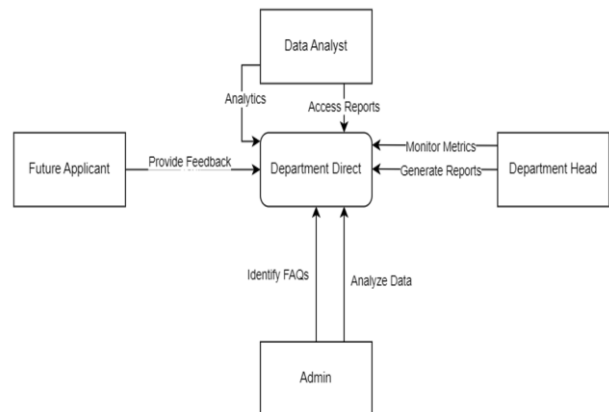 Data Analyst
Analytics
Access Reports
Monitor Metrics
Future Applicant
Provide Feedback
Department Direct
Generate Reports
Department Head
Identify FAQs
Analyze Data
Admin